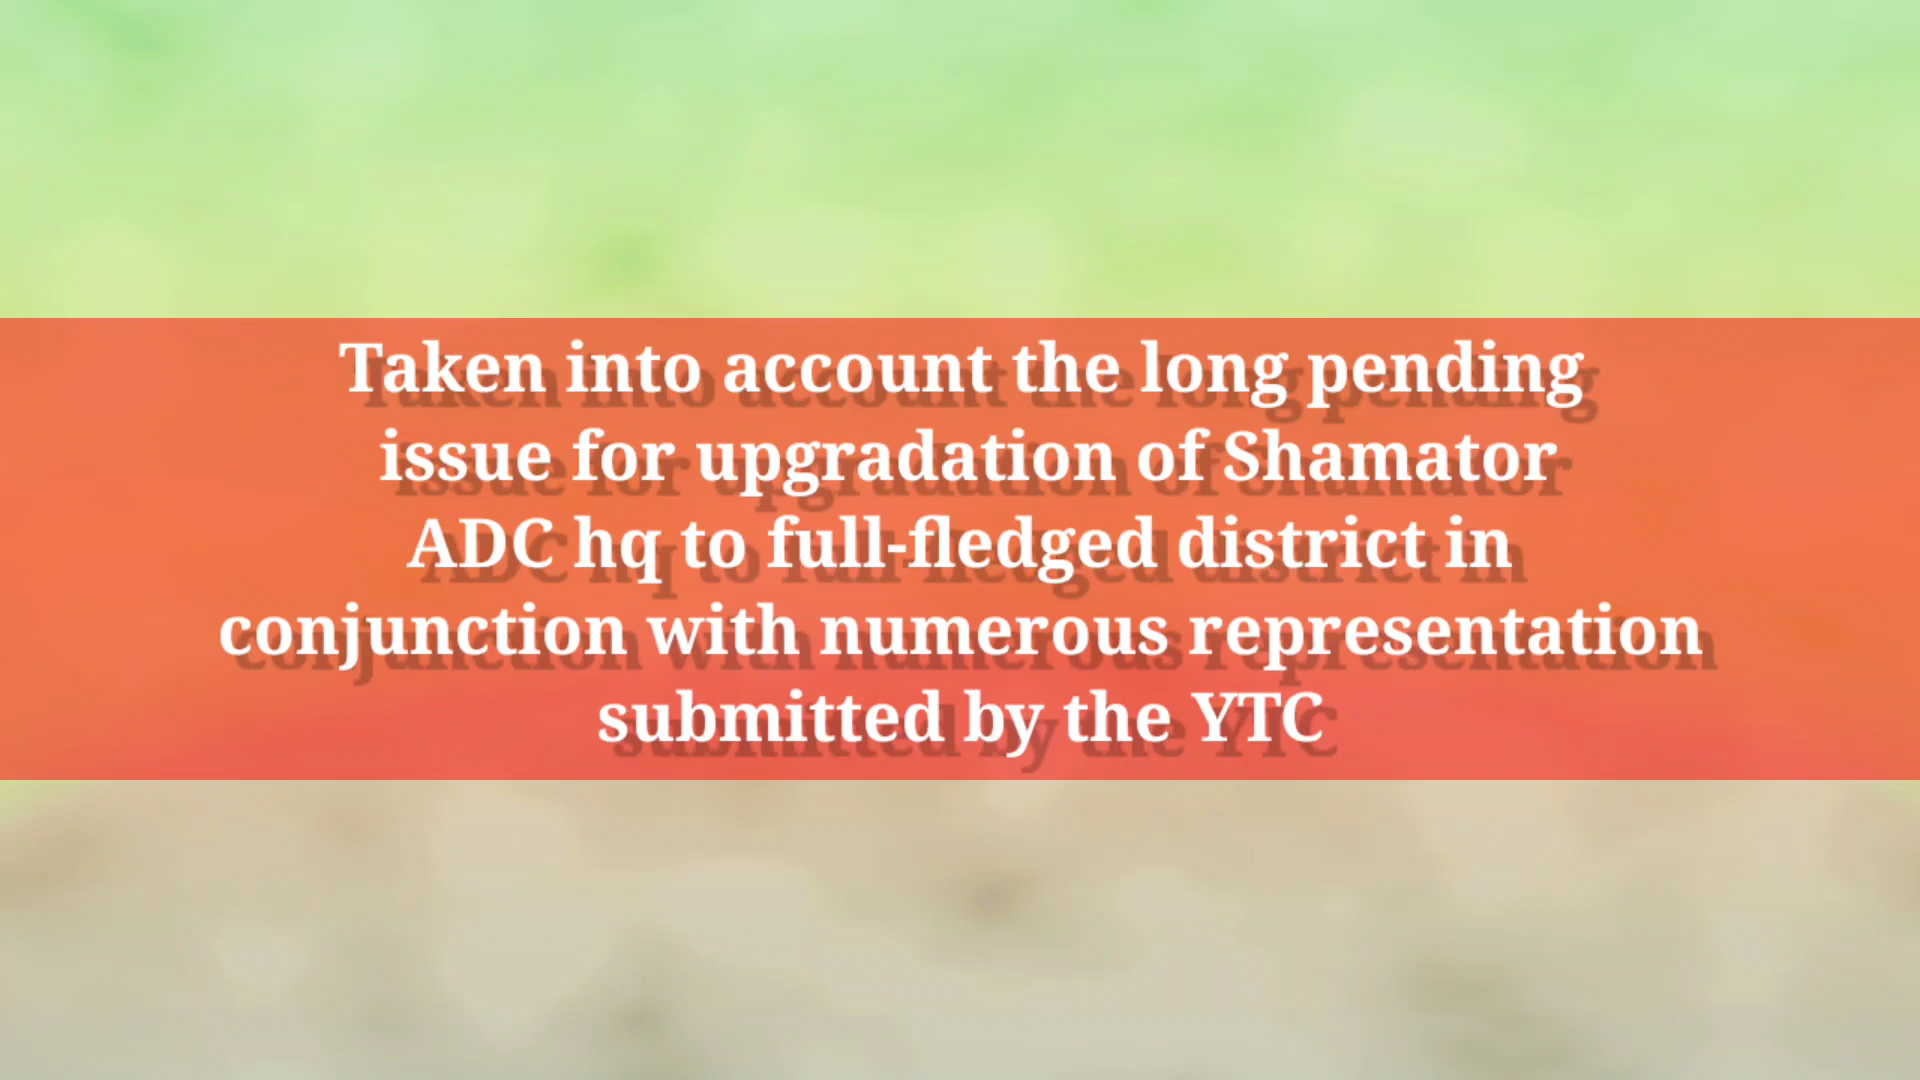 Taken into account the long pending
issue for upgradation of Shamator
ADC hq to full-fledged district in
conjunction with numerous representation
submitted by the YTC